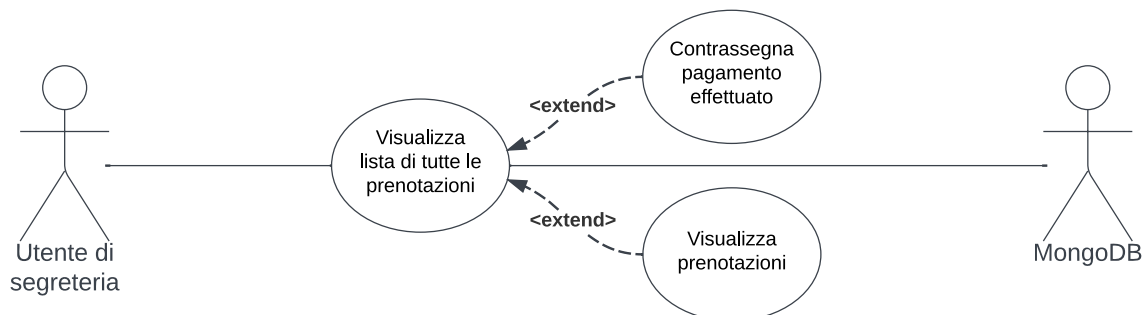 Contrassegna
pagamento
effettuato
<extend>
Visualizza
lista di tutte le
prenotazioni
<extend>
Visualizza
prenotazioni
Utente di
segreteria
MongoDB